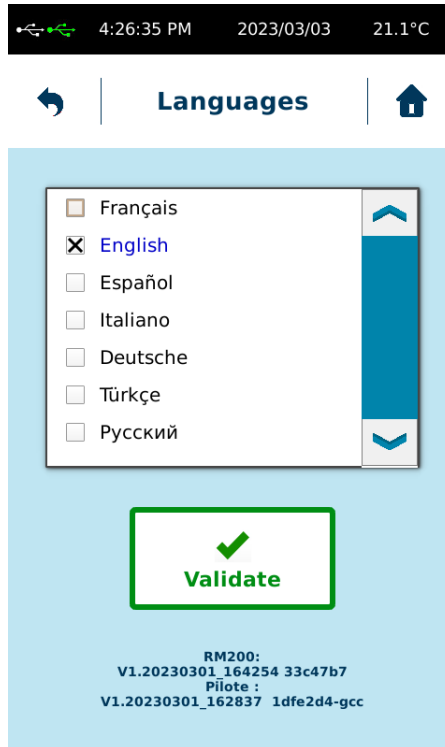 4:26:35 PM 2023/03/03 21.1°C
Languages
Français
English
Español
Italiano
Deutsche
Türkçe
Русский
Validate
RM200:
V1.20230301_164254 33c47b7
Pilote :
V1.20230301_162837 1dfe2d4-gcc